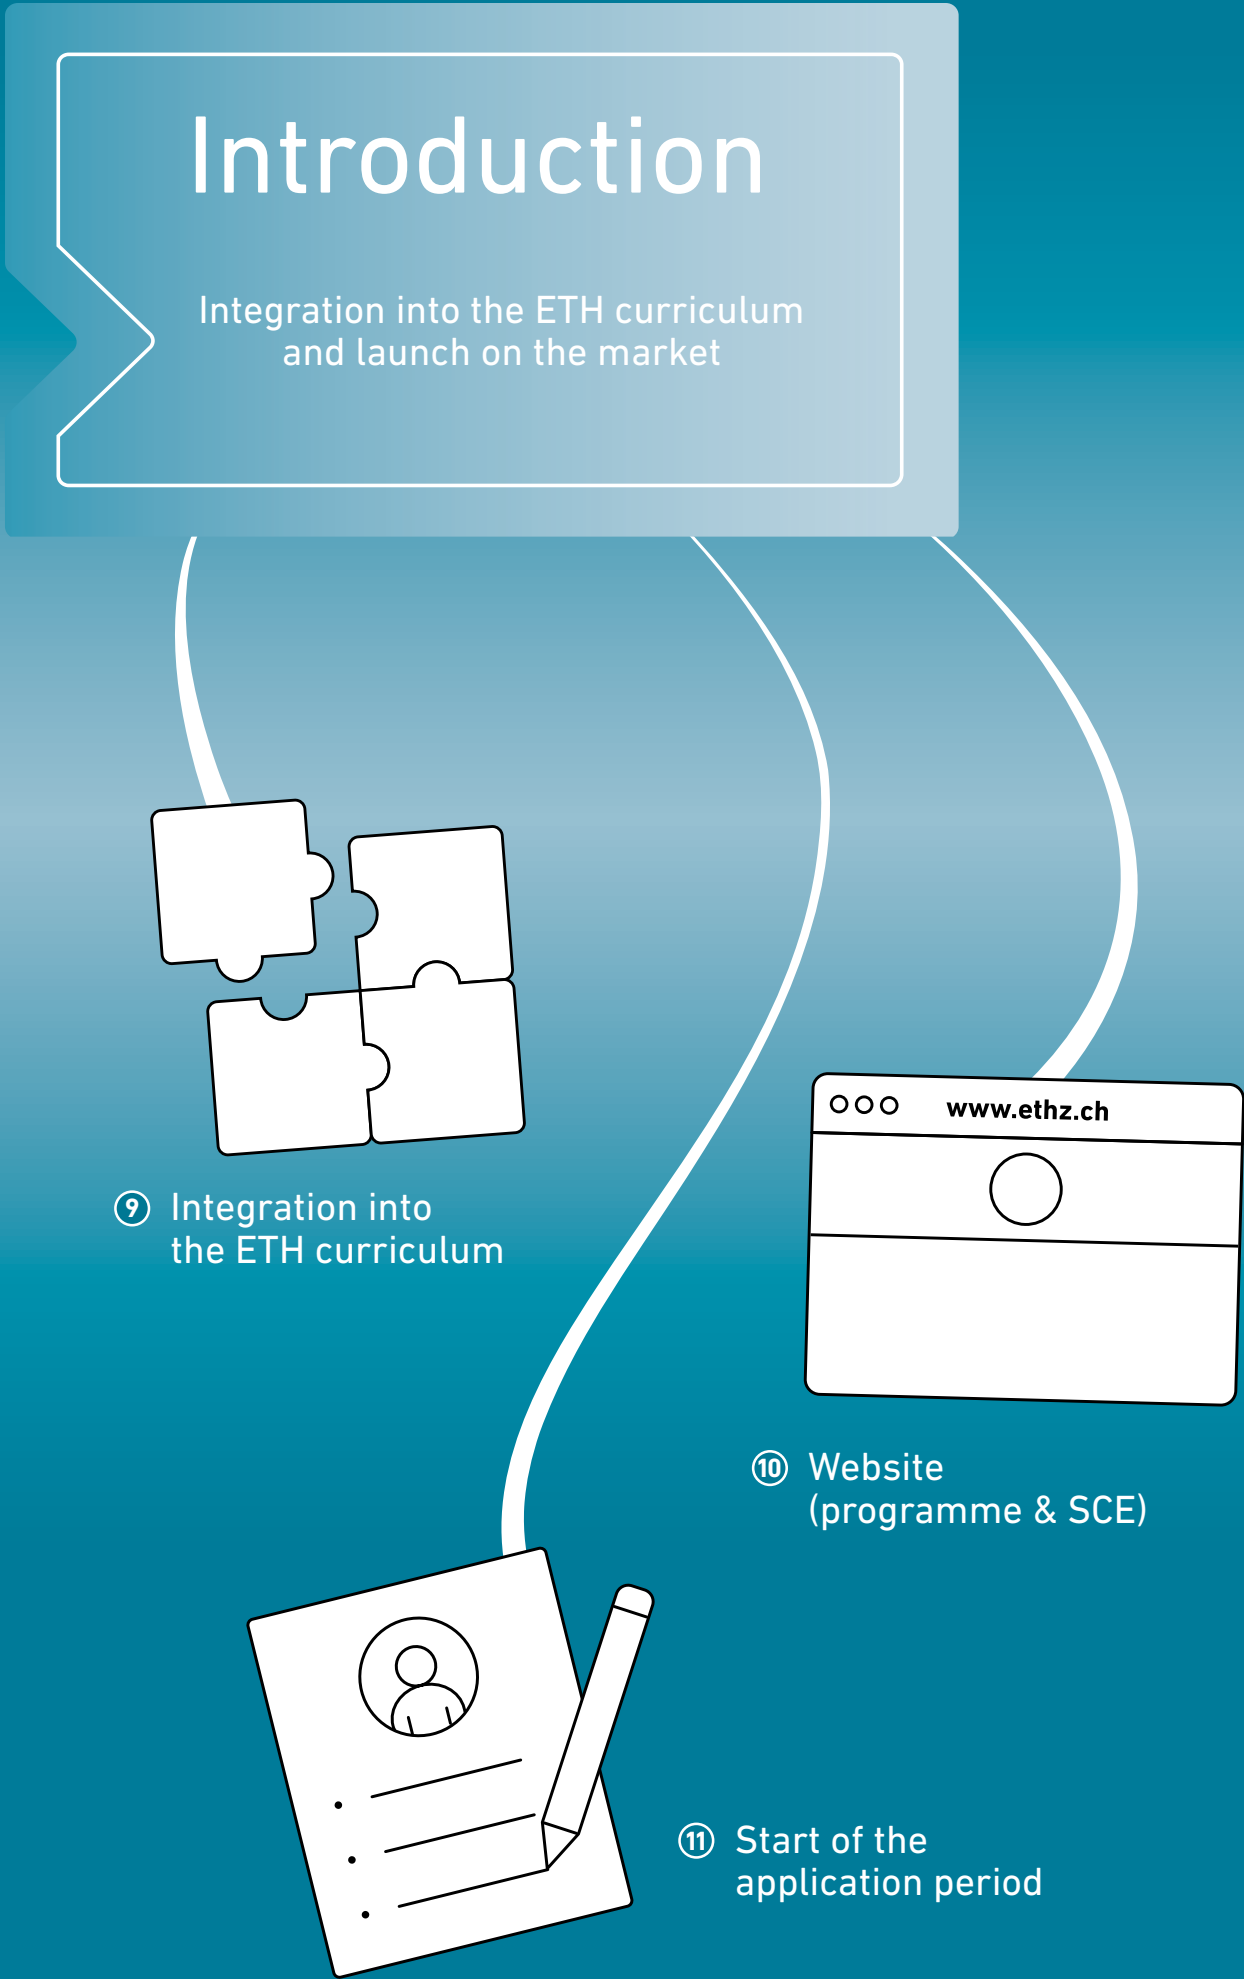 Introduction
Integration into the ETH curriculum
and launch on the market
9 Integration into
the ETH curriculum
www.ethz.ch
10 Website
(programme & SCE)
11 Start of the
application period